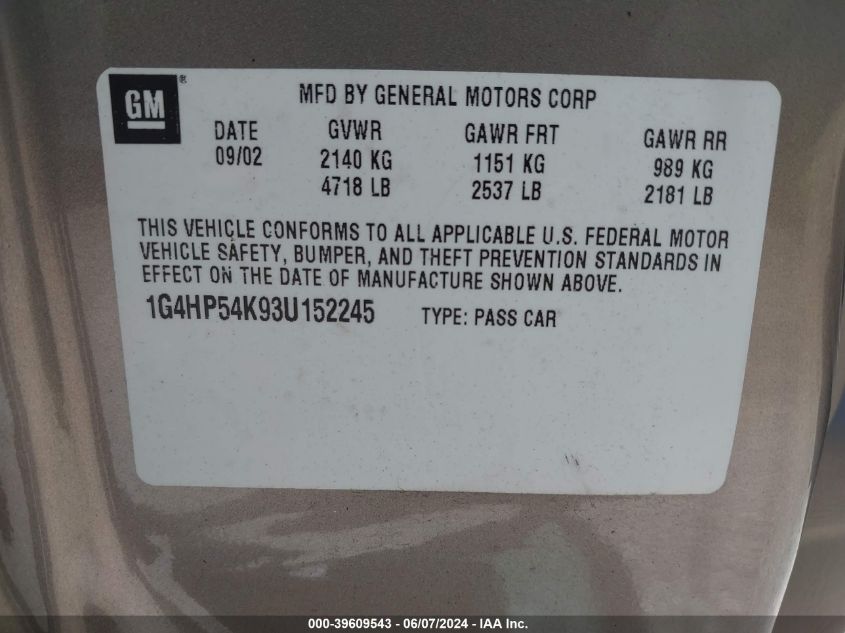 GM ®
MFD BY GENERAL MOTORS CORP
DATE GVWR GAWR FRT GAWR RR
09/02 2140 KG 1151 KG 989 KG
4718 LB 2537 LB 2181 LB
THIS VEHICLE CONFORMS TO ALL APPLICABLE U.S. FEDERAL MOTOR
VEHICLE SAFETY, BUMPER, AND THEFT PREVENTION STANDARDS IN
EFFECT ON THE DATE OF MANUFACTURE SHOWN ABOVE.
1G4HP54K93U152245 TYPE: PASS CAR
000-39609543 - 06/07/2024 - IAA Inc.